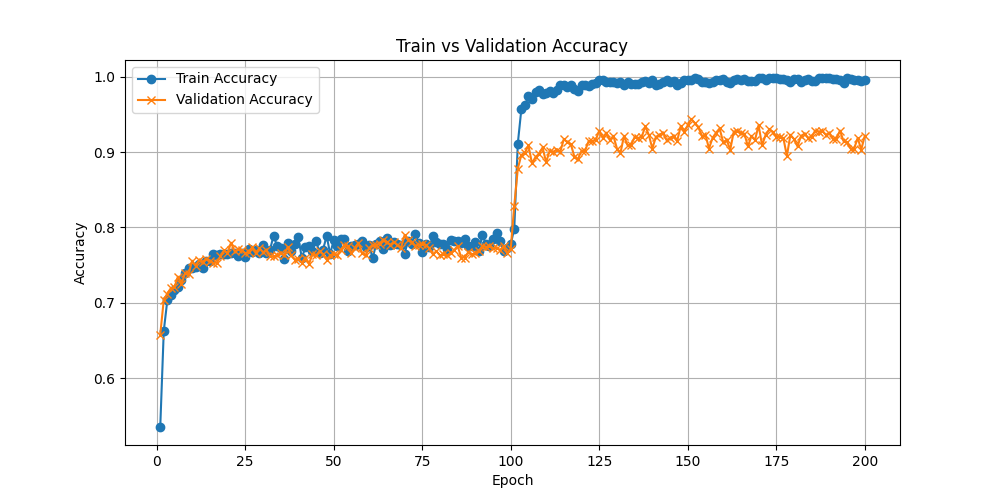 Train vs Validation Accuracy
Train Accuracy
Validation Accuracy
1.0
0.9
0.8
0.7
0.6
Accuracy
0 25 50 75 100 125 150 175 200
Epoch